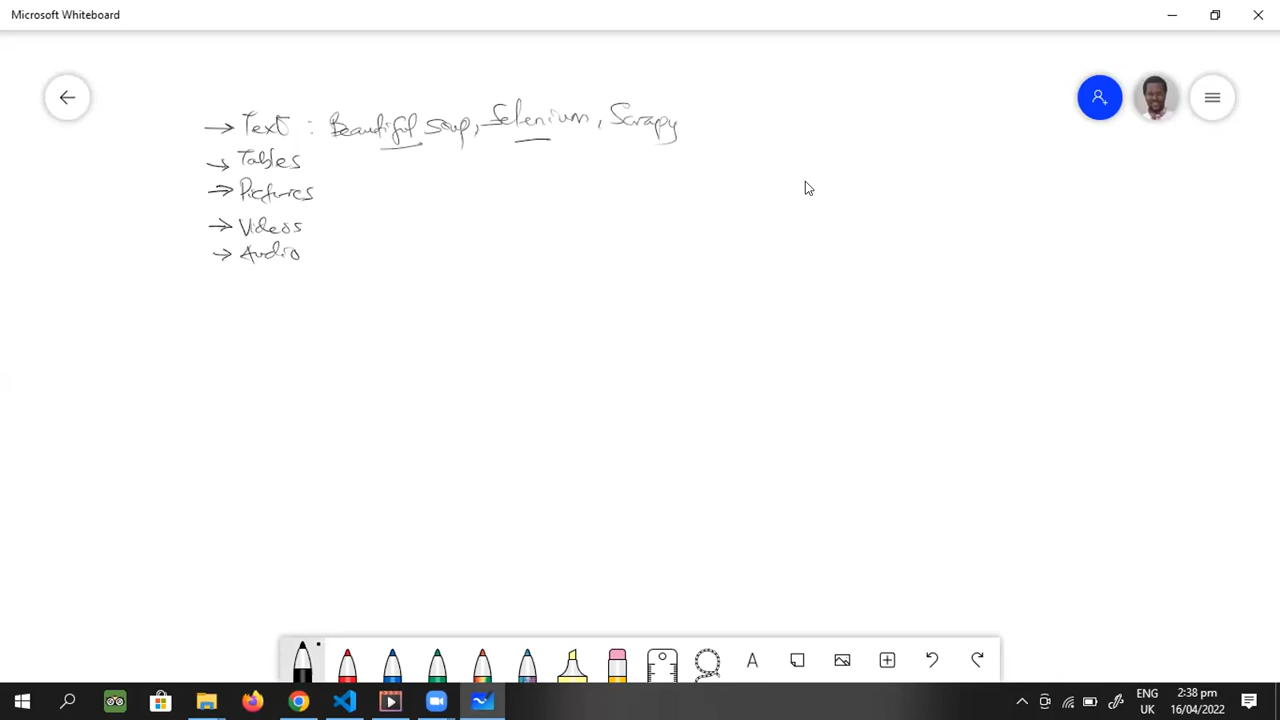 Microsoft Whiteboard
→ Text : Beautiful soup, Selenium, Scrapy
→ Tables
→ Pictures
→ Videos
→ Audio
A
ENG
UK
2:38 pm
16/04/2022